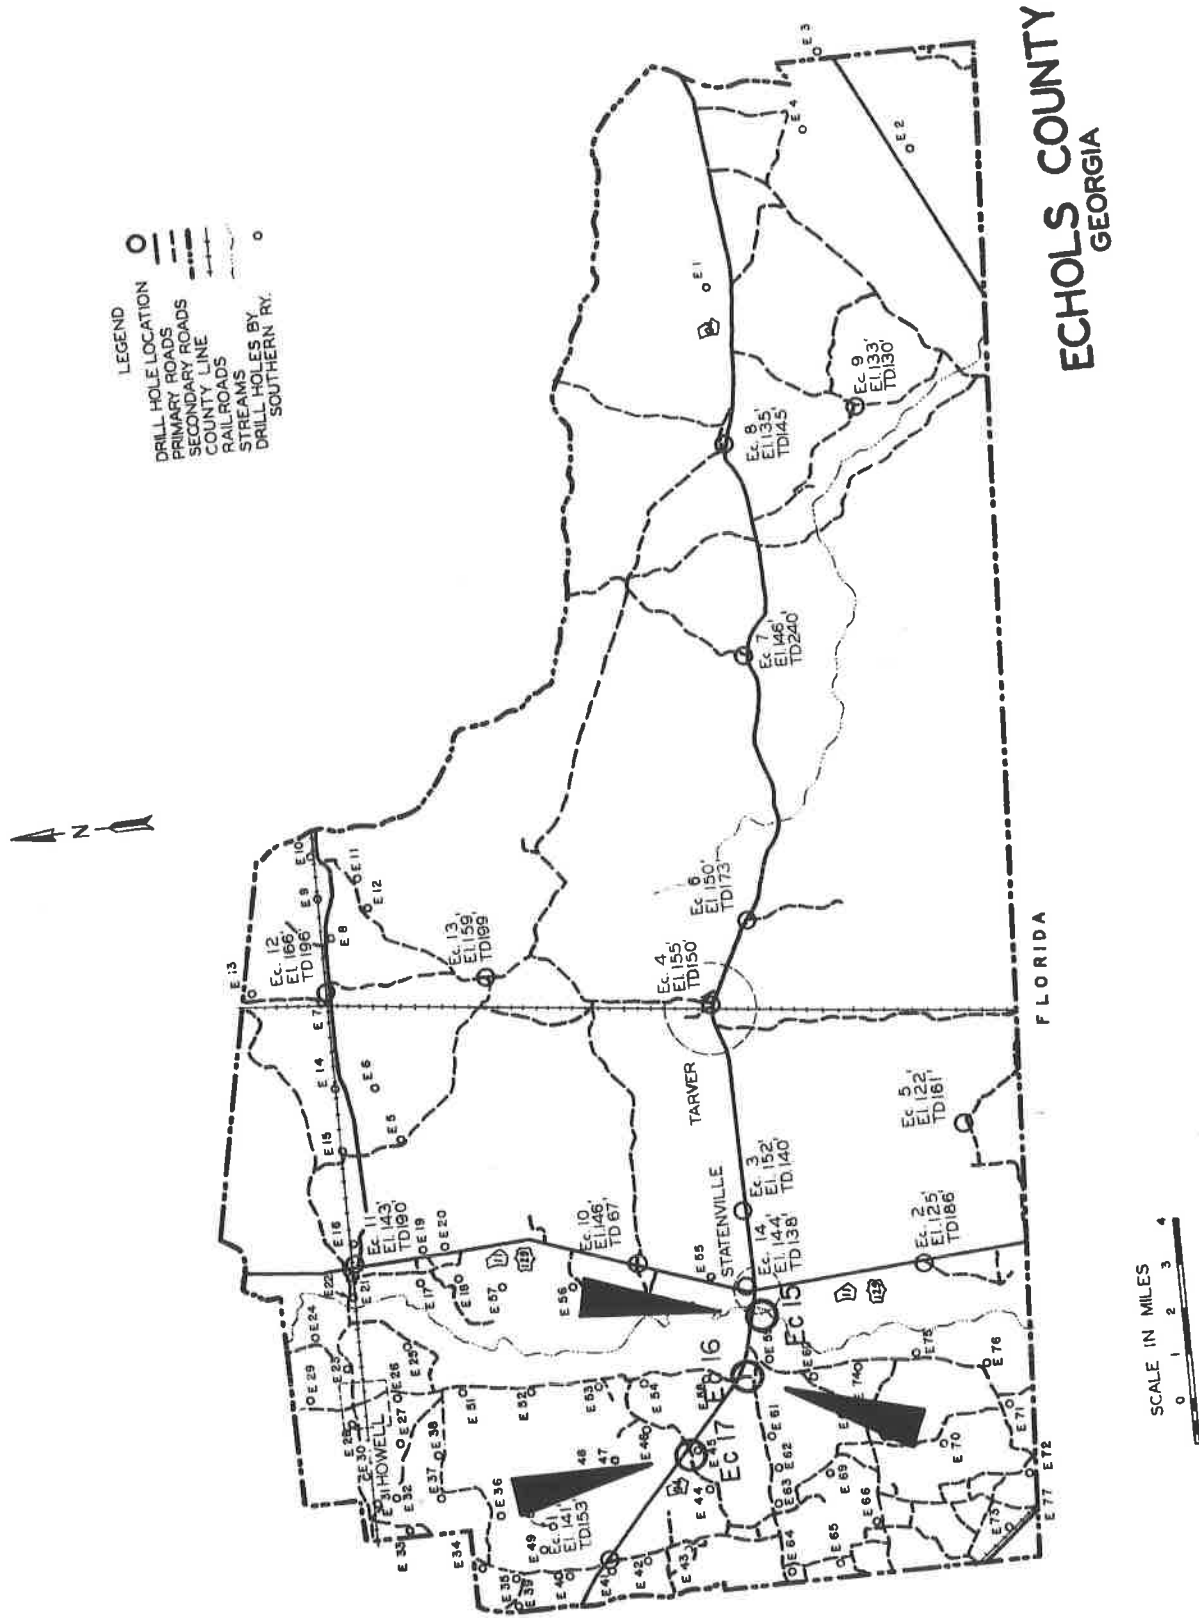 LEGEND
DRILL HOLE LOCATION
PRIMARY ROADS
SECONDARY ROADS
COUNTY LINE
RAILROADS
STREAMS
DRILL HOLES BY
SOUTHERN RY.
N
E 13
Ec. 12
El. 166'
TD 196'
E 7
E 8
E 9
E 10
E 11
E 12
E 14
E 15
E 16
E 6
E 5
Ec. 13
El. 159'
TD 199'
11
Ec.
El. 143'
TD 190'
E 19
E 20
E 22
E 21
E 17
E 18
E 57
E 56
E 24
E 29
E 23
E 25
E 26
E 27
E 28
E 30
HOWELL
E 31
E 32
E 33
E 34
E 38
E 37
E 36
E 51
E 52
E 53
E 54
48
47
E 46
E 45
E 44
E 49
Ec. 01
El. 141'
TD 153'
E 35
E 39
E 40
E 41
E 42
E 43
Ec. 10
El. 146'
TD 67'
E 55
STATENVILLE
Ec. 14
El. 144'
TD 138'
Ec. 3
El. 152'
TD. 140'
TARVER
Ec. 4
El. 155'
TD 150'
Ec. 6
El. 150'
TD 173'
Ec. 7
El. 146'
TD 240'
Ec. 8
El. 135'
TD 145'
Ec. 9
El. 133'
TD 130'
E 1
E 2
E 3
E 4
Ec. 5
El. 122'
TD 161'
Ec. 2
El. 125'
TD 186'
EC 15
16
EC 17
E 58
E 59
E 61
E 62
E 63
E 64
E 65
E 66
E 69
E 70
E 71
E 72
E 73
E 74
E 75
E 76
E 77
11
129
11
129
94
FLORIDA
ECHOLS COUNTY
GEORGIA
SCALE IN MILES
0 1 2 3 4